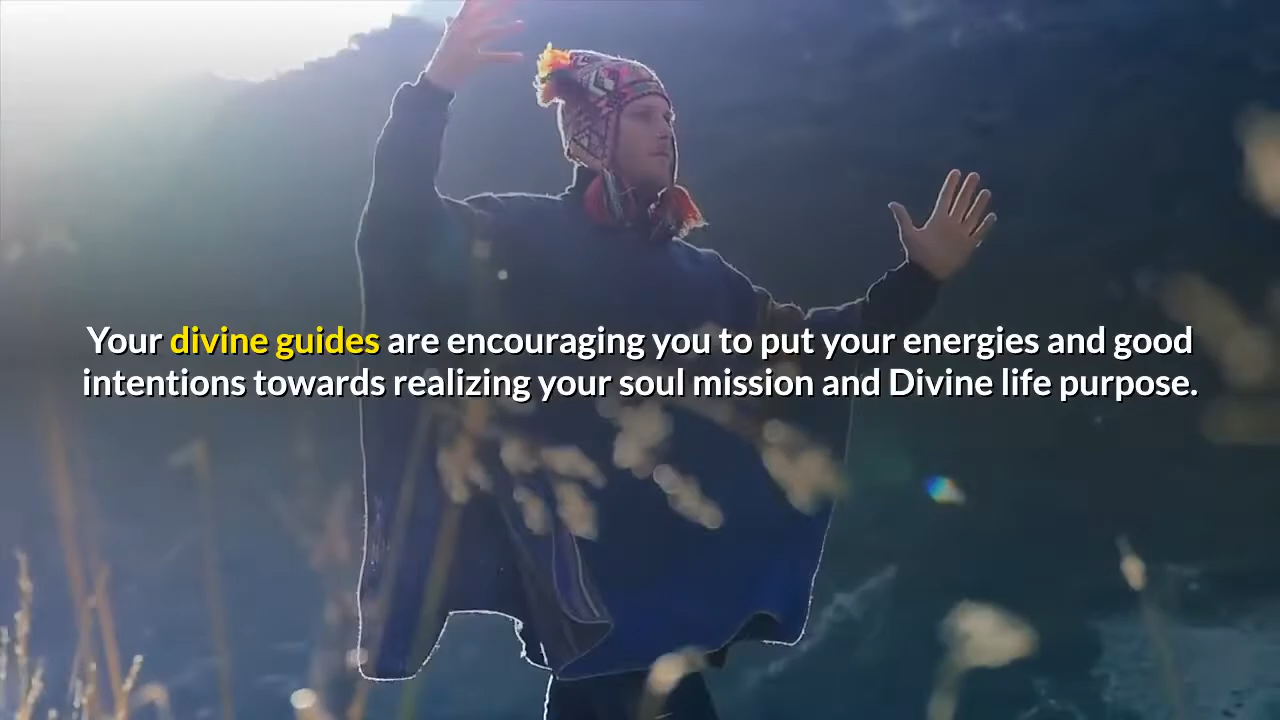 Your divine guides are encouraging you to put your energies and good
intentions towards realizing your soul mission and Divine life purpose.